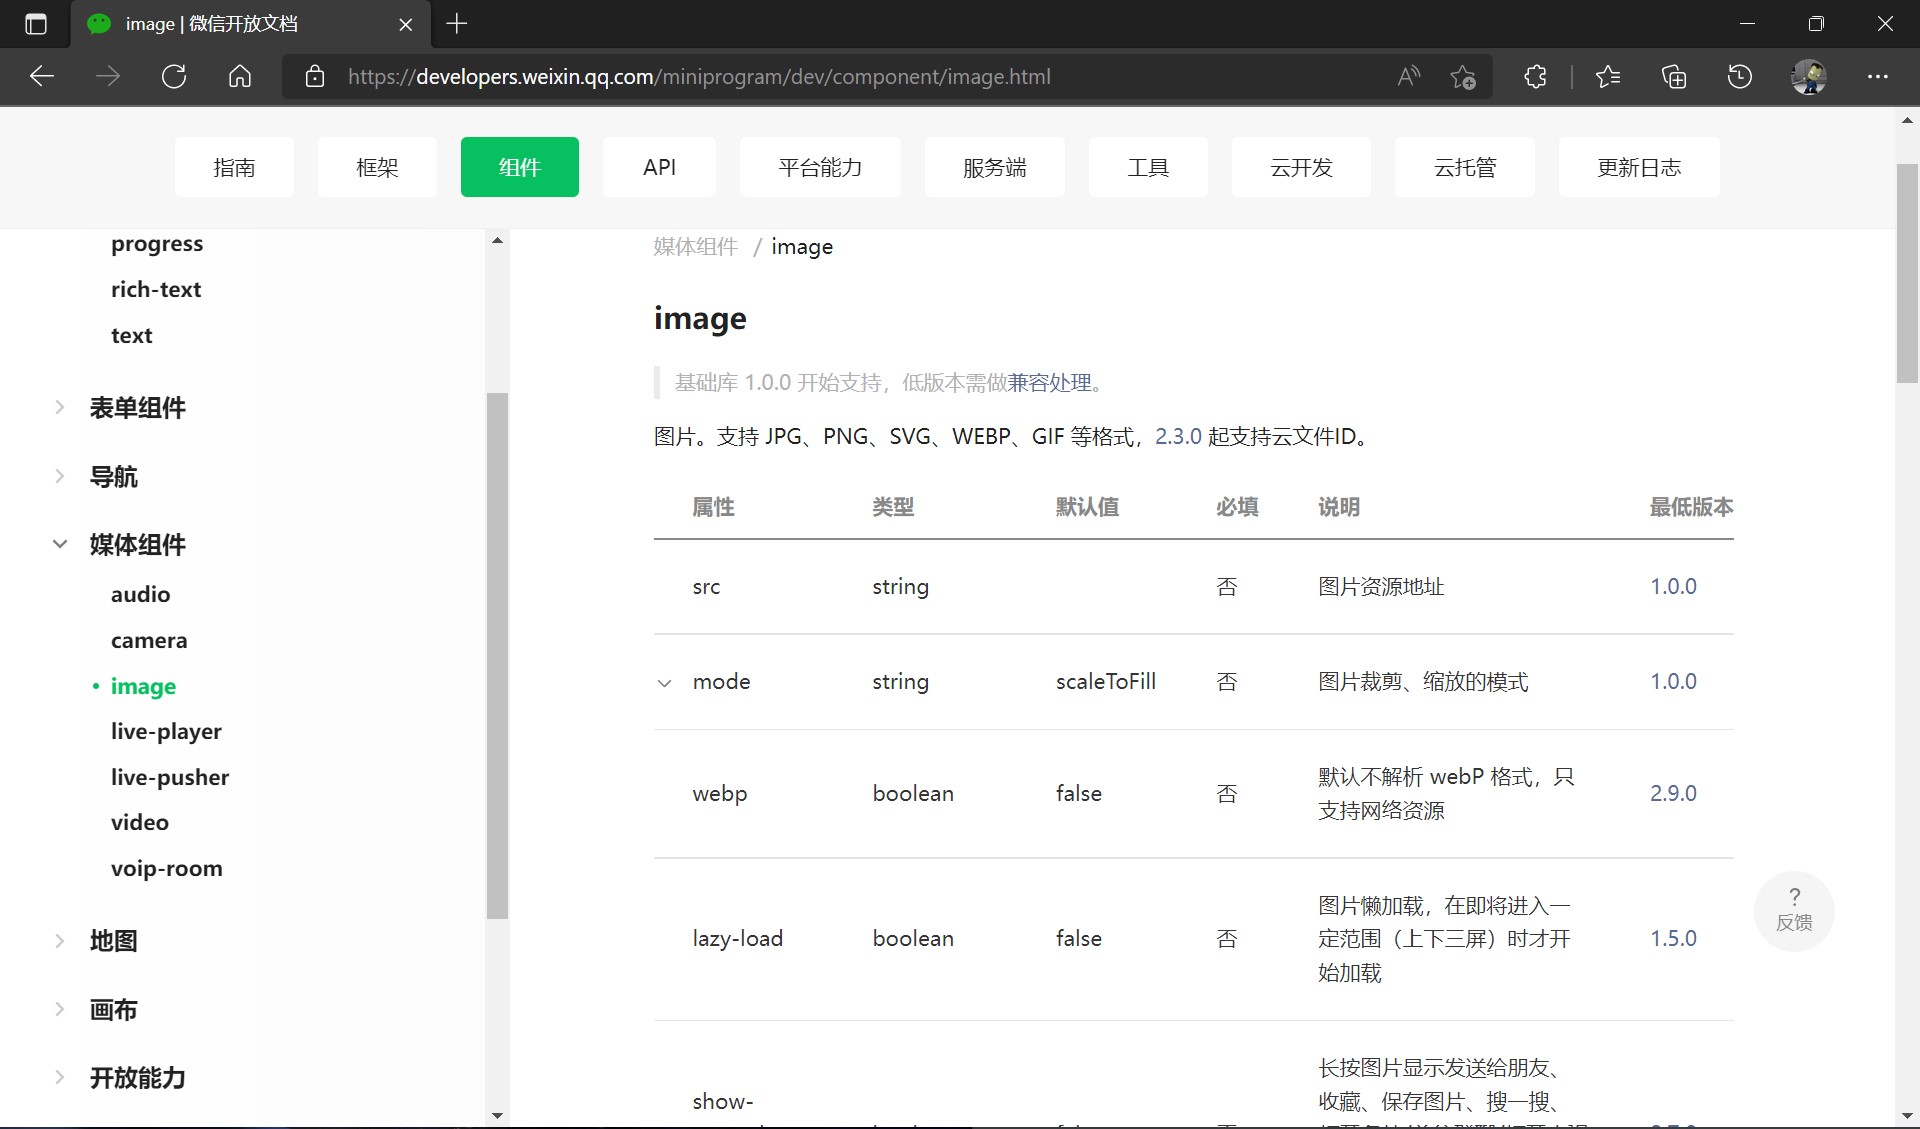 image | 微信开放文档
https://developers.weixin.qq.com/miniprogram/dev/component/image.html
指南 框架 组件 API 平台能力 服务端 工具 云开发 云托管 更新日志
progress
rich-text
text
表单组件
导航
媒体组件
audio
camera
• image
live-player
live-pusher
video
voip-room
地图
画布
开放能力
媒体组件 / image
image
基础库 1.0.0 开始支持，低版本需做兼容处理。
图片。支持 JPG、PNG、SVG、WEBP、GIF 等格式，2.3.0 起支持云文件ID。
属性 类型 默认值 必填 说明 最低版本
src string 否 图片资源地址 1.0.0
mode string scaleToFill 否 图片裁剪、缩放的模式 1.0.0
webp boolean false 否 默认不解析 webP 格式，只
支持网络资源 2.9.0
lazy-load boolean false 否 图片懒加载，在即将进入一
定范围（上下三屏）时才开
始加载 1.5.0
show-
长按图片显示发送给朋友、
收藏、保存图片、搜一搜、
?
反馈